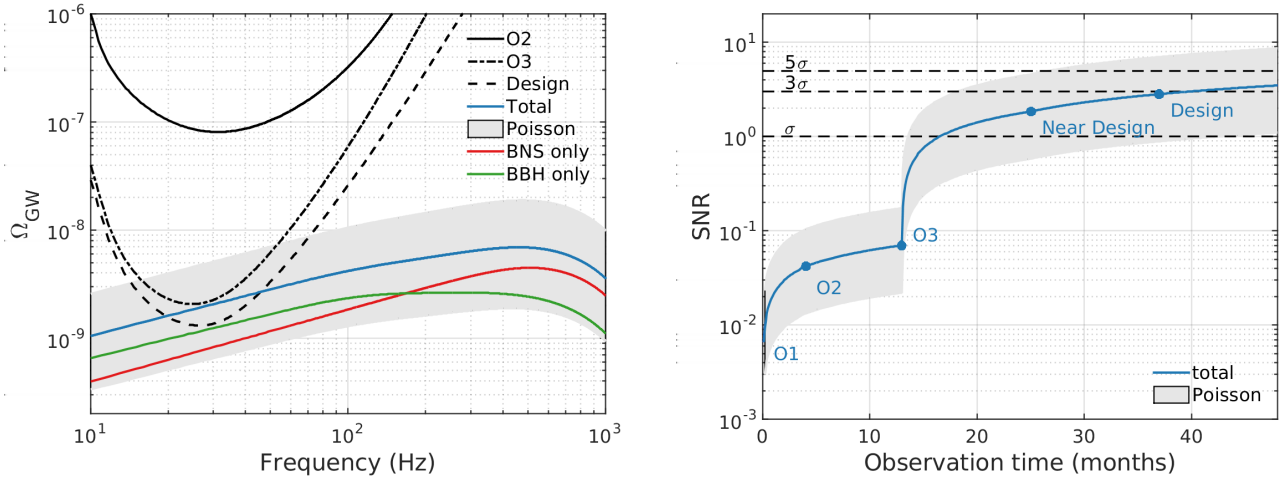 10^-6
10^-7
10^-8
10^-9
Ω_GW
10^1
10^2
10^3
Frequency (Hz)
O2
O3
Design
Total
Poisson
BNS only
BBH only
10^1
10^0
10^-1
10^-2
10^-3
SNR
0
10
20
30
40
Observation time (months)
5σ
3σ
σ
Design
Near Design
O3
O2
O1
total
Poisson